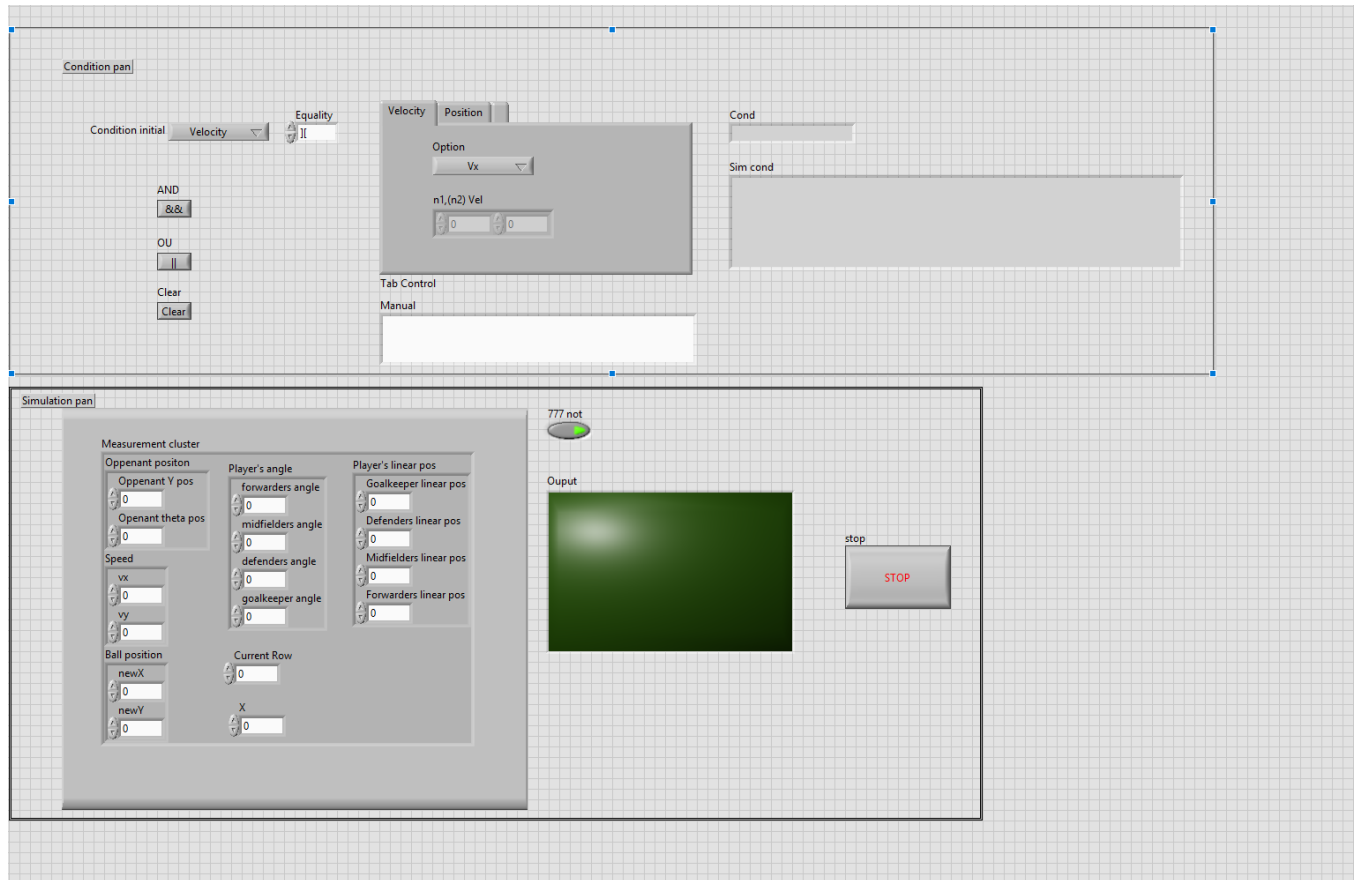 Condition pan
Condition initial Velocity
Equality
][
AND
&&
OU
||
Clear
Clear
Velocity Position
Option
Vx
n1,(n2) Vel
0 0
Tab Control
Manual
Cond
Sim cond
Simulation pan
Measurement cluster
Oppenant positon
Oppenant Y pos
0
Openant theta pos
0
Speed
vx
0
vy
0
Ball position
newX
0
newY
0
Player's angle
forwarders angle
0
midfielders angle
0
defenders angle
0
goalkeeper angle
0
Current Row
0
X
0
Player's linear pos
Goalkeeper linear pos
0
Defenders linear pos
0
Midfielders linear pos
0
Forwarders linear pos
0
777 not
Ouput
stop
STOP